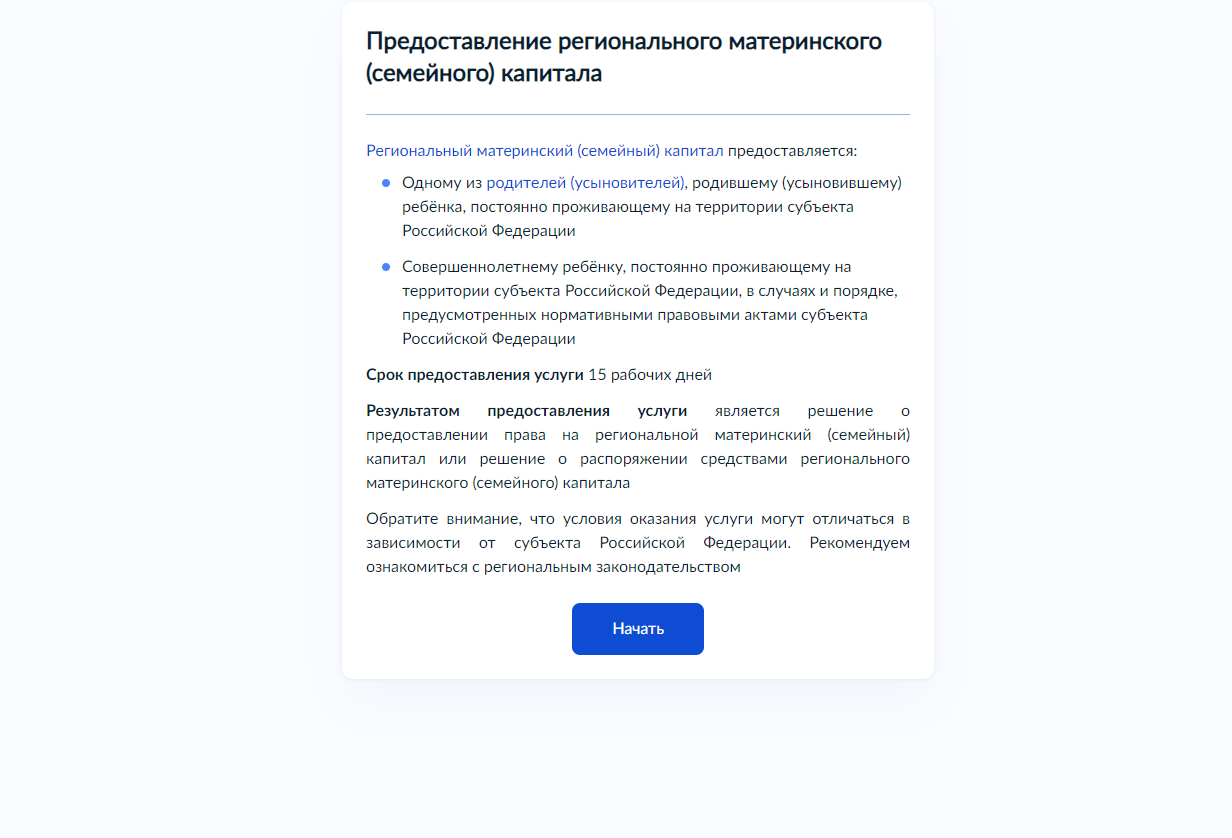 Предоставление регионального материнского
(семейного) капитала
Региональный материнский (семейный) капитал предоставляется:
Одному из родителей (усыновителей), родившему (усыновившему)
ребёнка, постоянно проживающему на территории субъекта
Российской Федерации
Совершеннолетнему ребёнку, постоянно проживающему на
территории субъекта Российской Федерации, в случаях и порядке,
предусмотренных нормативными правовыми актами субъекта
Российской Федерации
Срок предоставления услуги 15 рабочих дней
Результатом предоставления услуги является решение о
предоставлении права на региональной материнский (семейный)
капитал или решение о распоряжении средствами регионального
материнского (семейного) капитала
Обратите внимание, что условия оказания услуги могут отличаться в
зависимости от субъекта Российской Федерации. Рекомендуем
ознакомиться с региональным законодательством
Начать